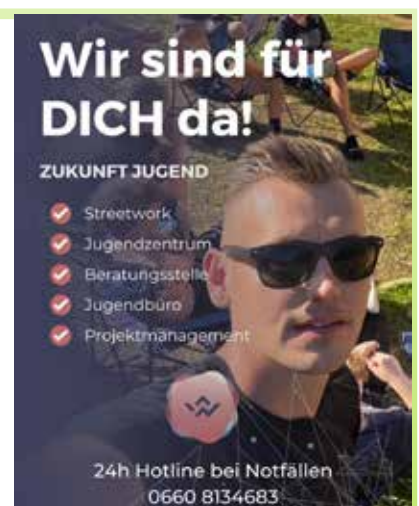 Wir sind für
DICH da!
ZUKUNFT JUGEND
Streetwork
Jugendzentrum
Beratungsstelle
Jugendbüro
Projektmanagement
24h Hotline bei Notfällen
0660 8134683